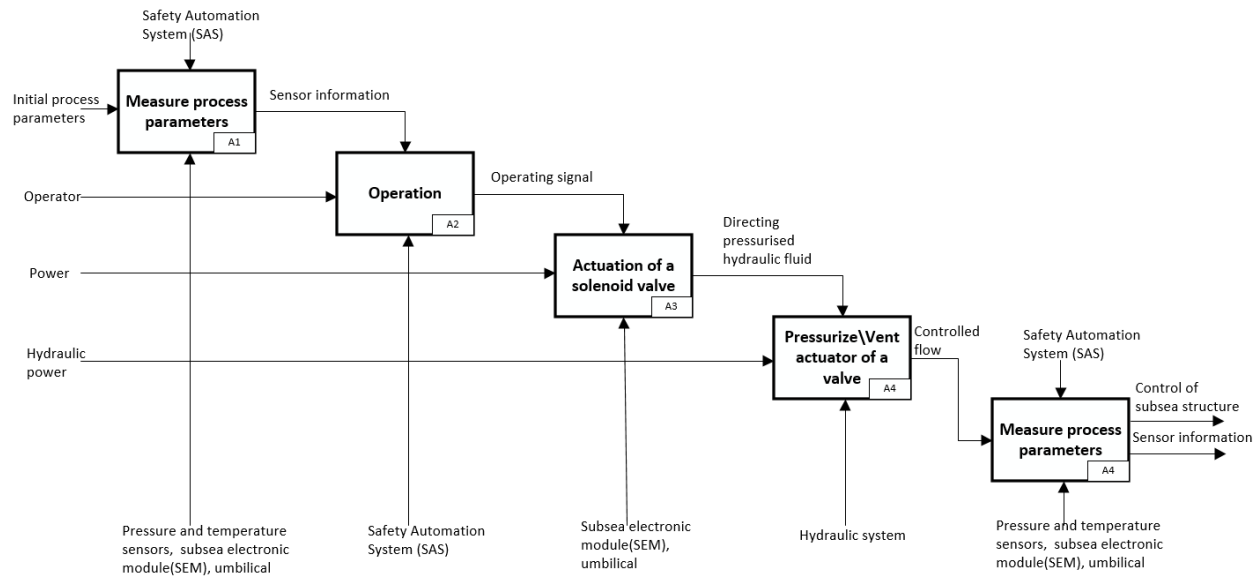 Safety Automation
System (SAS)
Initial process
parameters
Measure process
parameters
A1
Sensor information
Operator
Operation
A2
Operating signal
Power
Actuation of a
solenoid valve
A3
Directing
pressurised
hydraulic fluid
Hydraulic
power
Pressurize\Vent
actuator of a
valve
A4
Controlled
flow
Safety Automation
System (SAS)
Measure process
parameters
A4
Control of
subsea structure
Sensor information
Pressure and temperature
sensors, subsea electronic
module(SEM), umbilical
Safety Automation
System (SAS)
Subsea electronic
module(SEM),
umbilical
Hydraulic system
Pressure and temperature
sensors, subsea electronic
module(SEM), umbilical